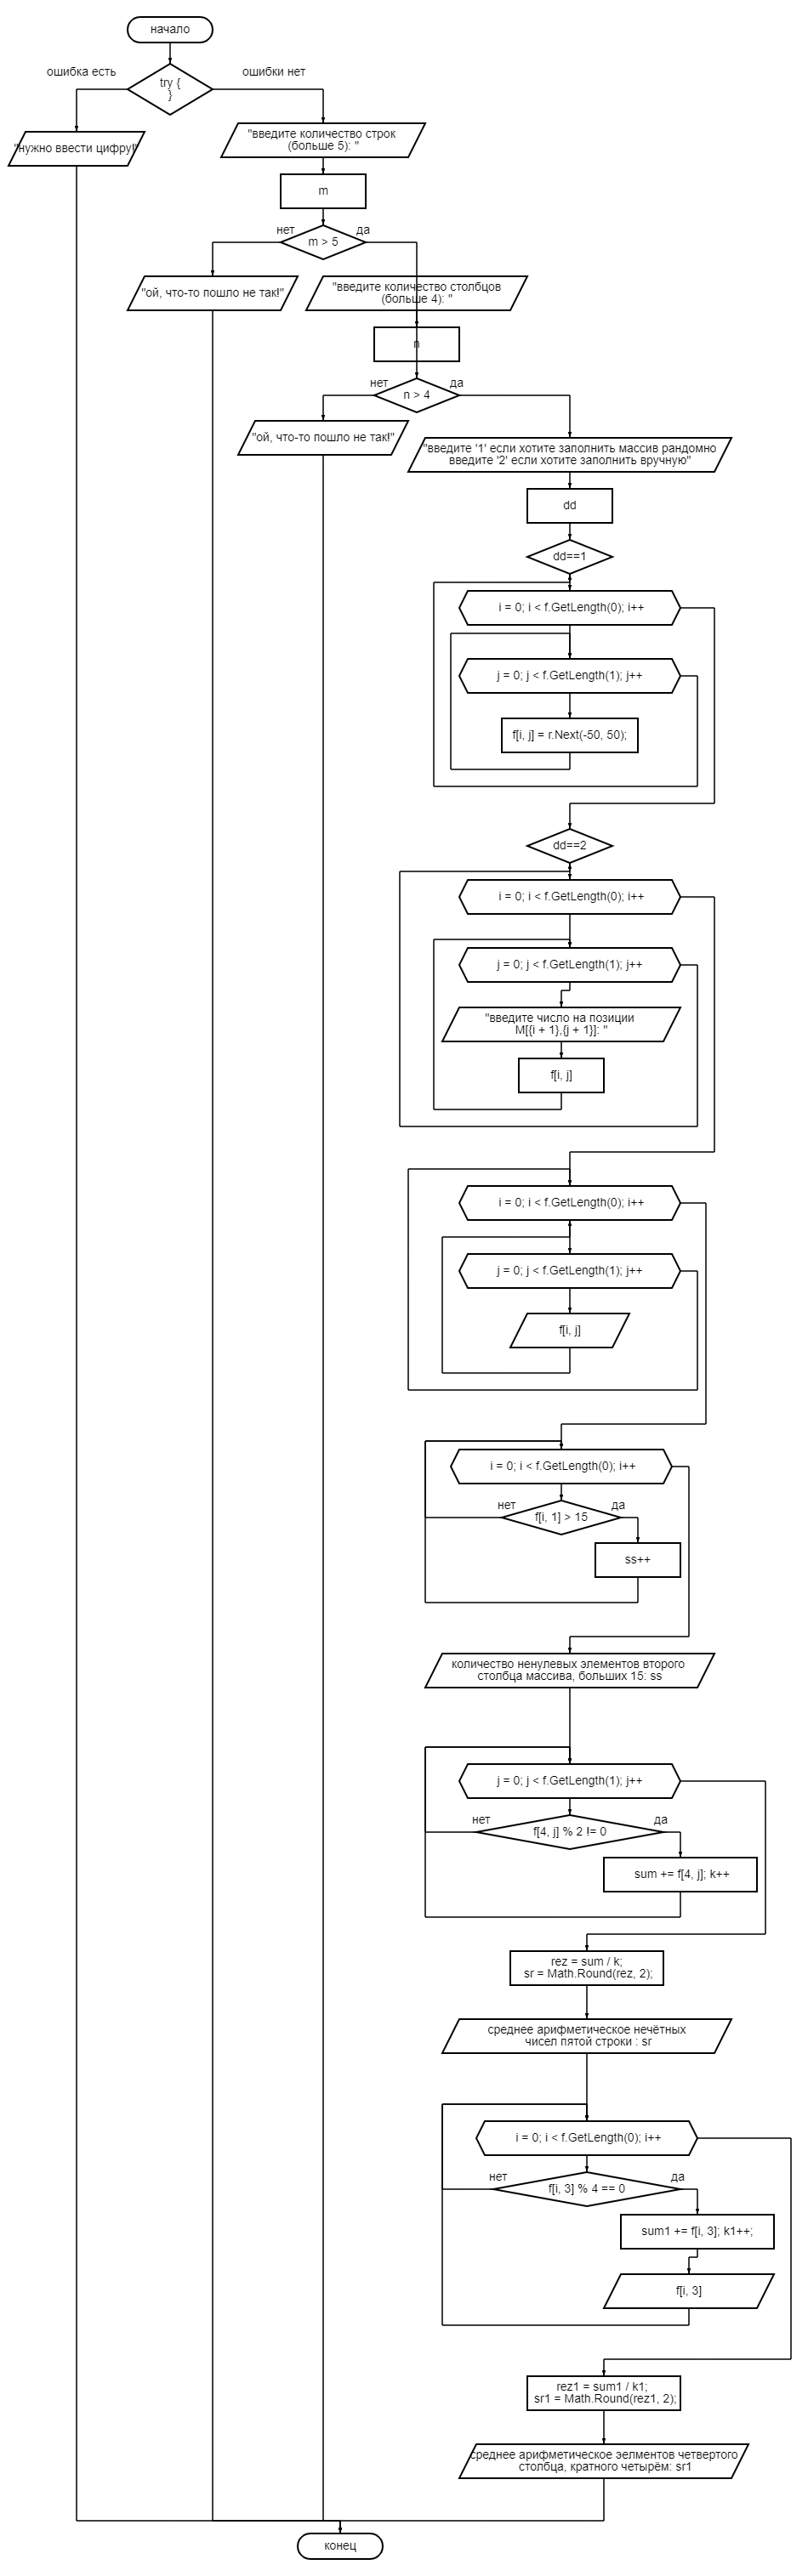 начало
ошибка есть
try {
}
ошибки нет
"нужно ввести цифру!"
"введите количество строк
(больше 5): "
m
нет
m > 5
да
"ой, что-то пошло не так!"
"введите количество столбцов
(больше 4): "
n
нет
n > 4
да
"ой, что-то пошло не так!"
"введите '1' если хотите заполнить массив рандомно
введите '2' если хотите заполнить вручную"
dd
dd==1
i = 0; i < f.GetLength(0); i++
j = 0; j < f.GetLength(1); j++
f[i, j] = r.Next(-50, 50);
dd==2
i = 0; i < f.GetLength(0); i++
j = 0; j < f.GetLength(1); j++
"введите число на позиции
M[{i + 1},{j + 1}]: "
f[i, j]
i = 0; i < f.GetLength(0); i++
j = 0; j < f.GetLength(1); j++
f[i, j]
i = 0; i < f.GetLength(0); i++
нет
f[i, 1] > 15
да
ss++
количество ненулевых элементов второго
столбца массива, больших 15: ss
j = 0; j < f.GetLength(1); j++
нет
f[4, j] % 2 != 0
да
sum += f[4, j]; k++
rez = sum / k;
sr = Math.Round(rez, 2);
среднее арифметическое нечётных
чисел пятой строки : sr
i = 0; i < f.GetLength(0); i++
нет
f[i, 3] % 4 == 0
да
sum1 += f[i, 3]; k1++;
f[i, 3]
rez1 = sum1 / k1;
sr1 = Math.Round(rez1, 2);
среднее арифметическое эелментов четвертого
столбца, кратного четырём: sr1
конец